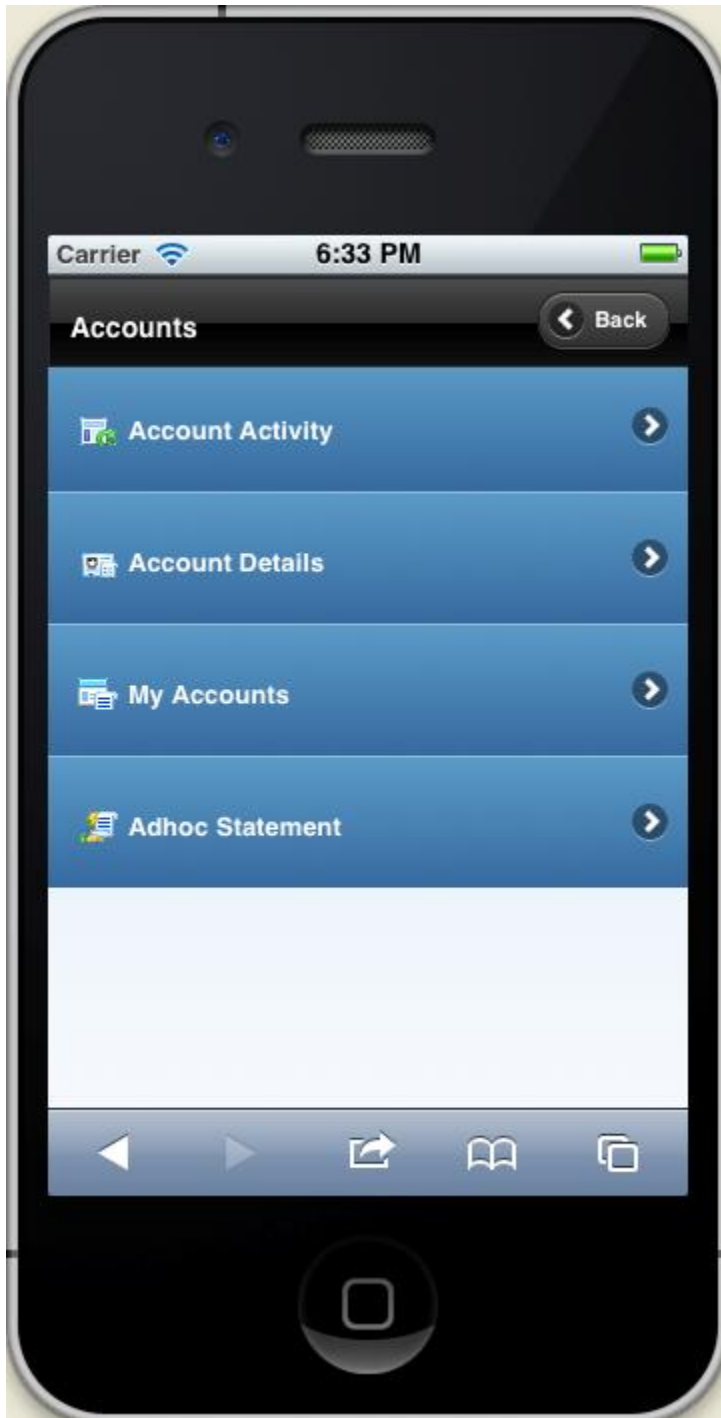 Carrier 6:33 PM
Accounts Back
Account Activity
Account Details
My Accounts
Adhoc Statement